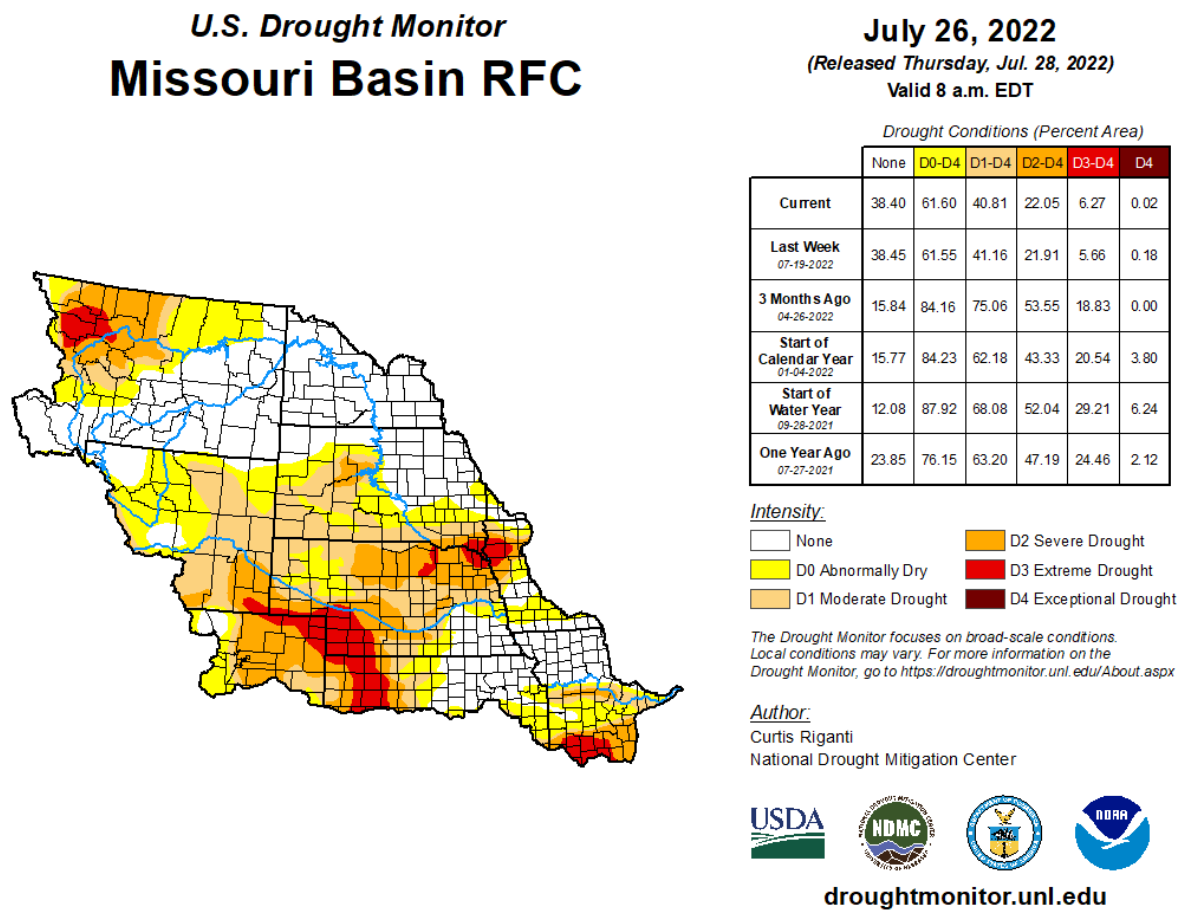 U.S. Drought Monitor
Missouri Basin RFC
July 26, 2022
(Released Thursday, Jul. 28, 2022)
Valid 8 a.m. EDT
Drought Conditions (Percent Area)
None D0-D4 D1-D4 D2-D4 D3-D4 D4
Current 38.40 61.60 40.81 22.05 6.27 0.02
Last Week
07-19-2022
38.45 61.55 41.16 21.91 5.66 0.18
3 Months Ago
04-26-2022
15.84 84.16 75.06 53.55 18.83 0.00
Start of
Calendar Year
01-04-2022
15.77 84.23 62.18 43.33 20.54 3.80
Start of
Water Year
09-28-2021
12.08 87.92 68.08 52.04 29.21 6.24
One Year Ago
07-27-2021
23.85 76.15 63.20 47.19 24.46 2.12
Intensity:
None
D0 Abnormally Dry
D1 Moderate Drought
D2 Severe Drought
D3 Extreme Drought
D4 Exceptional Drought
The Drought Monitor focuses on broad-scale conditions.
Local conditions may vary. For more information on the
Drought Monitor, go to https://droughtmonitor.unl.edu/About.aspx
Author:
Curtis Riganti
National Drought Mitigation Center
USDA
NDMC
NOAA
droughtmonitor.unl.edu